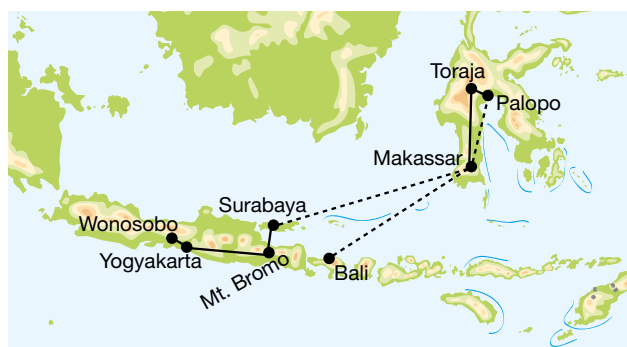 Toraja
Palopo
Makassar
Surabaya
Wonosobo
Yogyakarta
Mt. Bromo
Bali